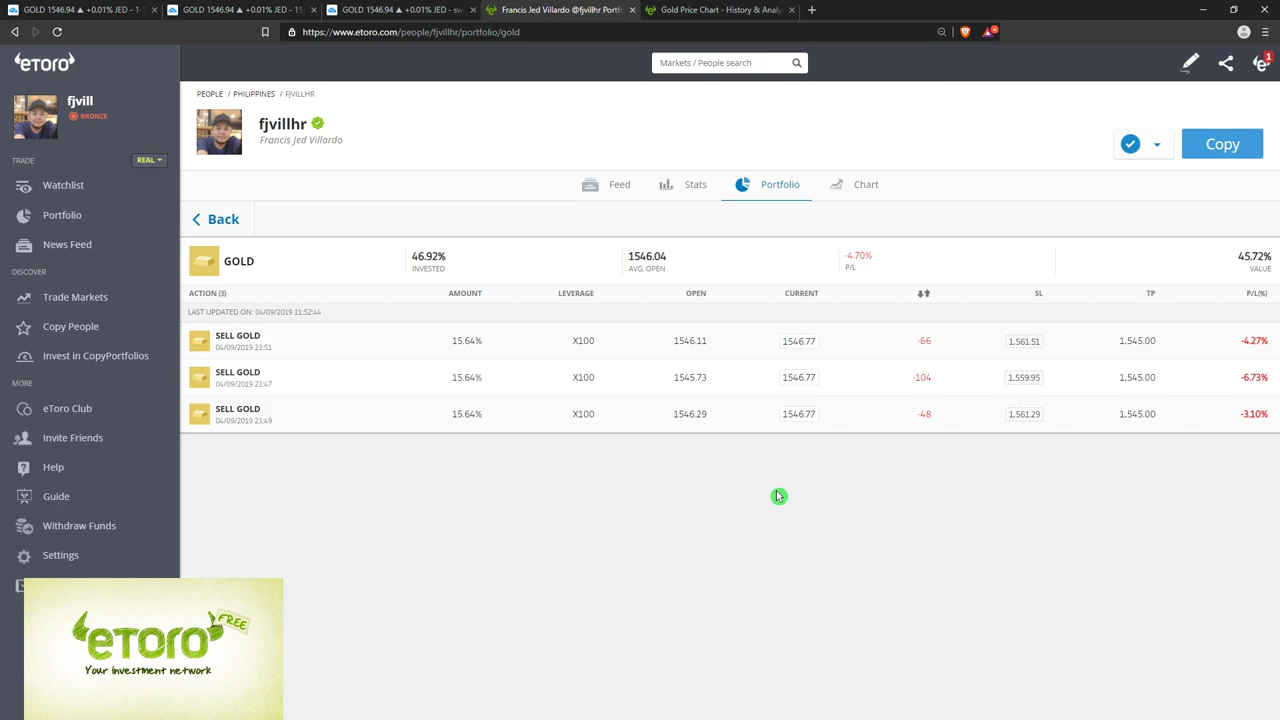 GOLD 1546.94 ▲ +0.01% JED - 1-5
GOLD 1546.94 ▲ +0.01% JED - 15
GOLD 1546.94 ▲ +0.01% JED - sw
Francis Jed Villardo @fjvillhr Portf
Gold Price Chart - History & Analy
https://www.etoro.com/people/fjvillhr/portfolio/gold
eTORO
Markets / People search
1
fjvill
BRONZE
PEOPLE / PHILIPPINES / FJVILLHR
fjvillhr
Francis Jed Villardo
Copy
TRADE
REAL
Watchlist
Portfolio
News Feed
DISCOVER
Trade Markets
Copy People
Invest in CopyPortfolios
MORE
eToro Club
Invite Friends
Help
Guide
Withdraw Funds
Settings
Feed
Stats
Portfolio
Chart
Back
GOLD
46.92%
INVESTED
1546.04
AVG. OPEN
-4.70%
P/L
45.72%
VALUE
ACTION (3) AMOUNT LEVERAGE OPEN CURRENT SL TP P/L(%)
LAST UPDATED ON: 04/09/2019 11:52:44
SELL GOLD
04/09/2019 23:51
15.64% X100 1546.11 1546.77 -66 1,561.51 1,545.00 -4.27%
SELL GOLD
04/09/2019 23:47
15.64% X100 1545.73 1546.77 -104 1,559.95 1,545.00 -6.73%
SELL GOLD
04/09/2019 23:49
15.64% X100 1546.29 1546.77 -48 1,561.29 1,545.00 -3.10%
eToro
FREE
Your investment network